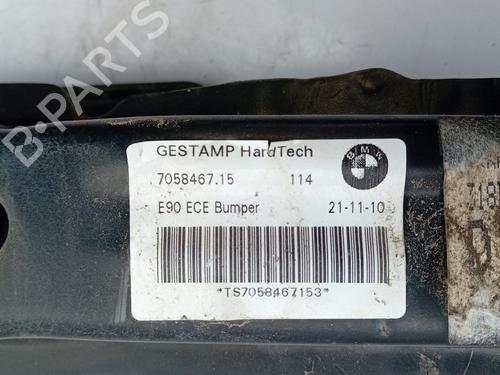 B-PARTS
GESTAMP HardTech
7058467.15 114
BMW
E90 ECE Bumper 21-11-10
*TS7058467153*